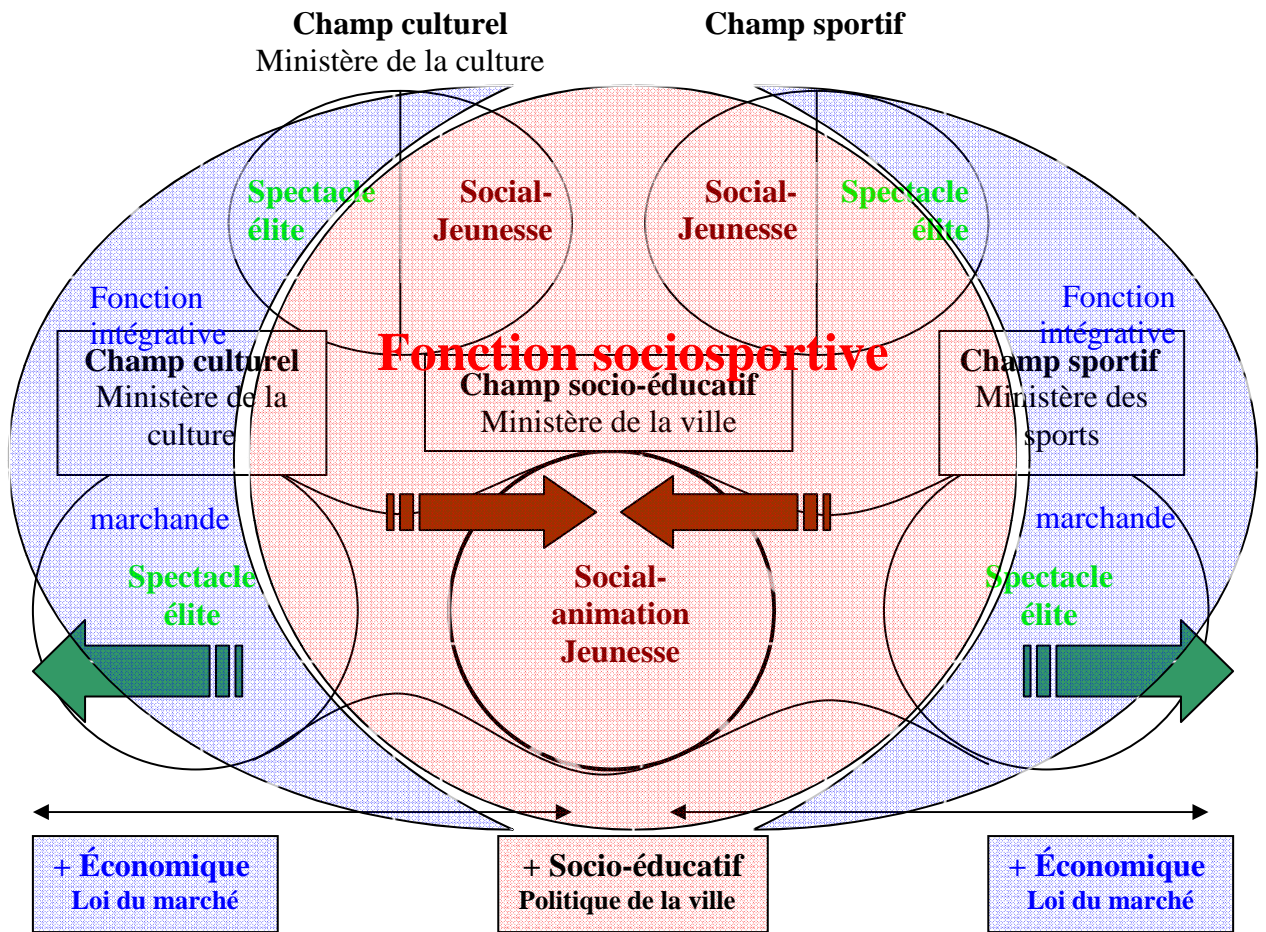 Champ culturel
Ministère de la culture
Champ sportif
Spectacle
élite
Social-
Jeunesse
Social-
Jeunesse
Spectacle
élite
Fonction
intégrative
Fonction
intégrative
Fonction sociosportive
Champ culturel
Ministère de la
culture
Champ socio-éducatif
Ministère de la ville
Champ sportif
Ministère des
sports
marchande
marchande
Spectacle
élite
Social-
animation
Jeunesse
Spectacle
élite
+ Économique
Loi du marché
+ Socio-éducatif
Politique de la ville
+ Économique
Loi du marché